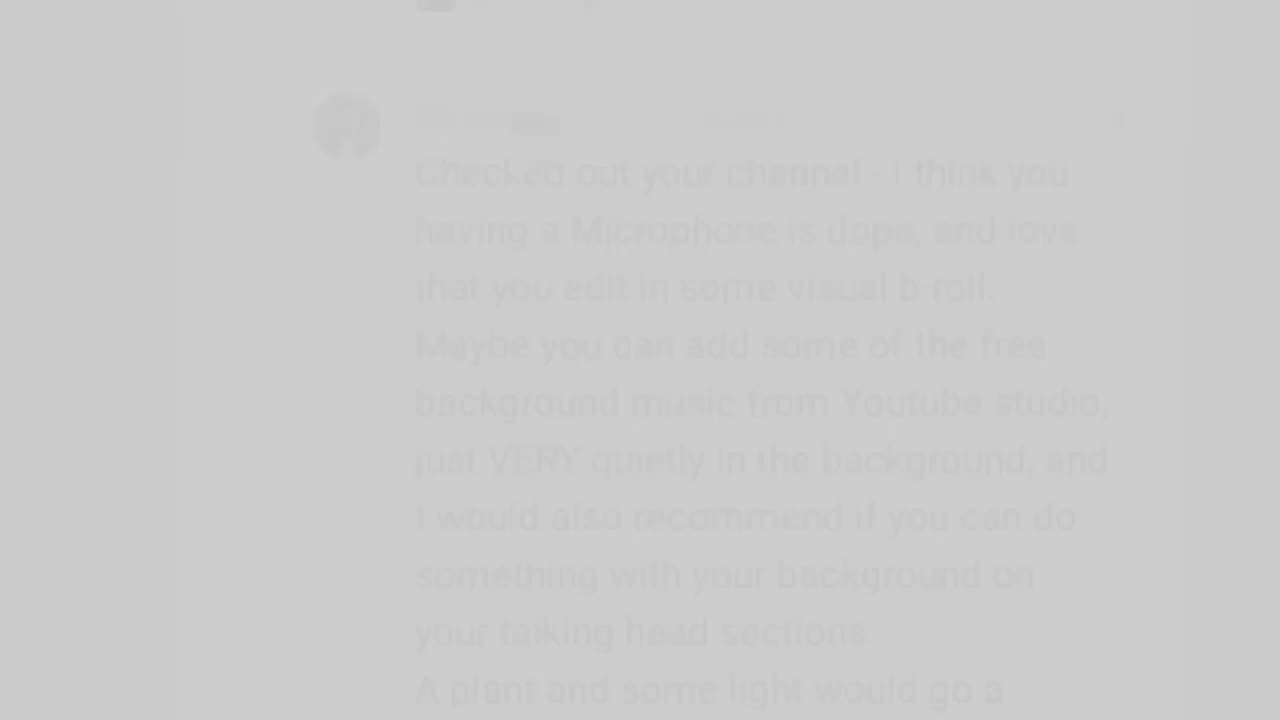 Checked out your channel - I think you
having a Microphone is dope, and love
that you edit in some visual b-roll.
Maybe you can add some of the free
background music from Youtube studio,
just VERY quietly in the background, and
I would also recommend if you can do
something with your background on
your talking head sections.
A plant and some light would go a